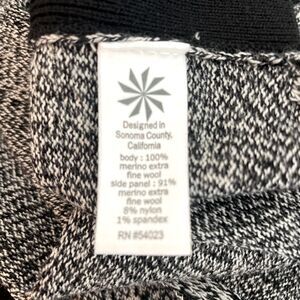 Designed in
Sonoma County,
California
body : 100%
merino extra
fine wool
side panel : 91%
merino extra
fine wool
8% nylon
1% spandex
RN #54023